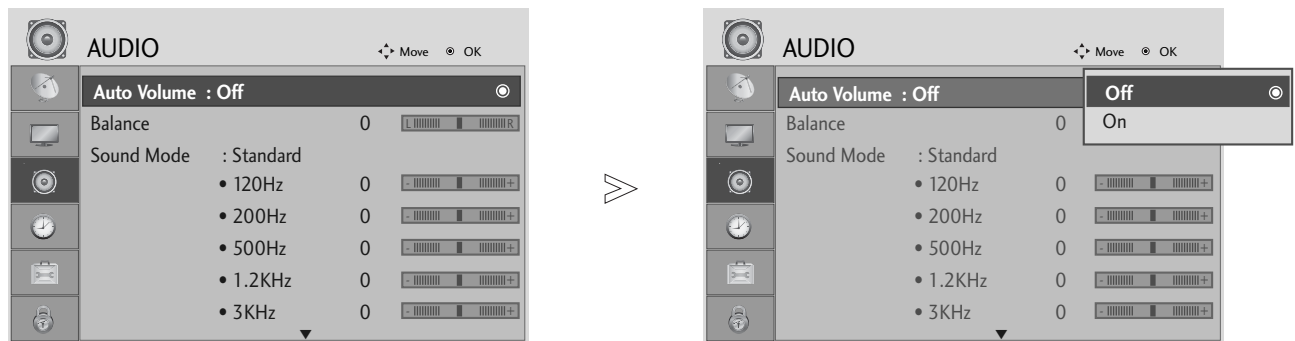 AUDIO
Move OK
Auto Volume : Off
Balance 0 L R
Sound Mode : Standard
• 120Hz 0 - +
• 200Hz 0 - +
• 500Hz 0 - +
• 1.2KHz 0 - +
• 3KHz 0 - +
AUDIO
Move OK
Auto Volume : Off
Off
On
Balance 0
Sound Mode : Standard
• 120Hz 0 - +
• 200Hz 0 - +
• 500Hz 0 - +
• 1.2KHz 0 - +
• 3KHz 0 - +